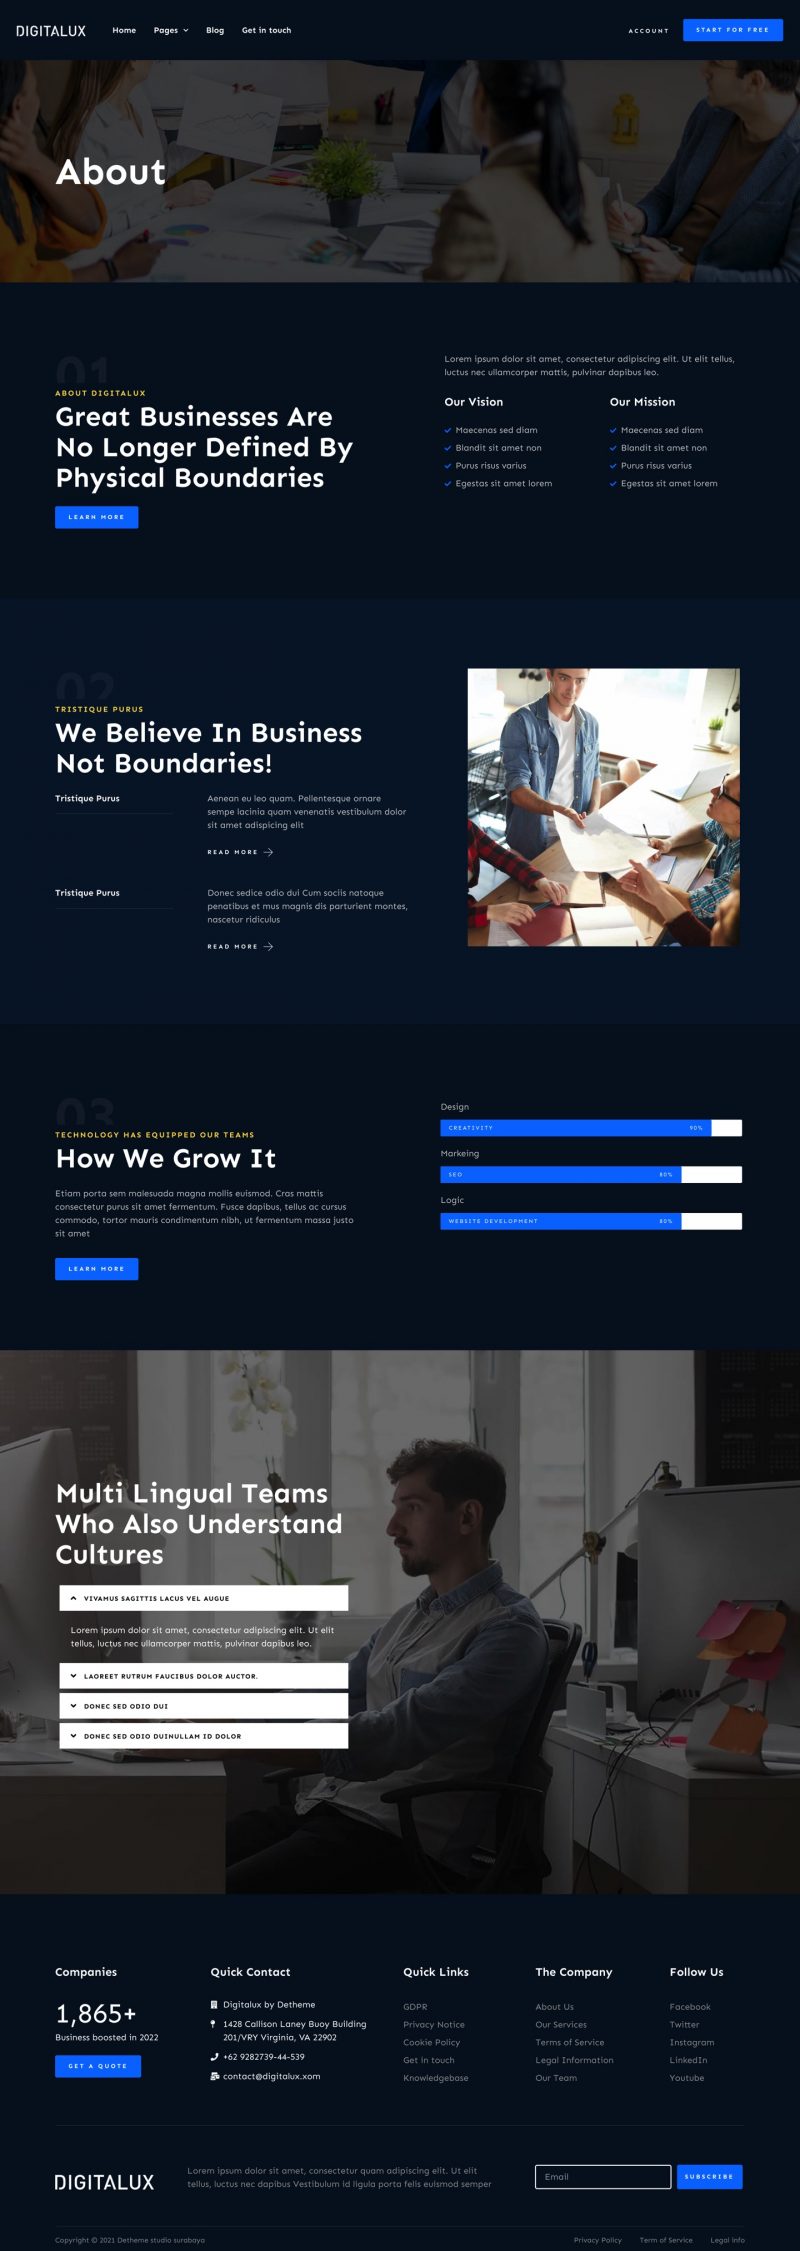 DIGITALUX
Home
Pages
Blog
Get in touch
ACCOUNT
START FOR FREE
About
01
ABOUT DIGITALUX
Great Businesses Are
No Longer Defined By
Physical Boundaries
LEARN MORE
Lorem ipsum dolor sit amet, consectetur adipiscing elit. Ut elit tellus,
luctus nec ullamcorper mattis, pulvinar dapibus leo.
Our Vision
Maecenas sed diam
Blandit sit amet non
Purus risus varius
Egestas sit amet lorem
Our Mission
Maecenas sed diam
Blandit sit amet non
Purus risus varius
Egestas sit amet lorem
02
TRISTIQUE PURUS
We Believe In Business
Not Boundaries!
Tristique Purus
Aenean eu leo quam. Pellentesque ornare
sempe lacinia quam venenatis vestibulum dolor
sit amet adispicing elit
READ MORE
Tristique Purus
Donec sedice odio dui Cum sociis natoque
penatibus et mus magnis dis parturient montes,
nascetur ridiculus
READ MORE
03
TECHNOLOGY HAS EQUIPPED OUR TEAMS
How We Grow It
Etiam porta sem malesuada magna mollis euismod. Cras mattis
consectetur purus sit amet fermentum. Fusce dapibus, tellus ac cursus
commodo, tortor mauris condimentum nibh, ut fermentum massa justo
sit amet
LEARN MORE
Design
CREATIVITY 90%
Markeing
SEO 80%
Logic
WEBSITE DEVELOPMENT 80%
Multi Lingual Teams
Who Also Understand
Cultures
VIVAMUS SAGITTIS LACUS VEL AUGUE
Lorem ipsum dolor sit amet, consectetur adipiscing elit. Ut elit
tellus, luctus nec ullamcorper mattis, pulvinar dapibus leo.
LAOREET RUTRUM FAUCIBUS DOLOR AUCTOR.
DONEC SED ODIO DUI
DONEC SED ODIO DUINULLAM ID DOLOR
Companies
1,865+
Business boosted in 2022
GET A QUOTE
Quick Contact
Digitalux by Detheme
1428 Callison Laney Buoy Building
201/VRY Virginia, VA 22902
+62 9282739-44-539
contact@digitalux.xom
Quick Links
GDPR
Privacy Notice
Cookie Policy
Get in touch
Knowledgebase
The Company
About Us
Our Services
Terms of Service
Legal Information
Our Team
Follow Us
Facebook
Twitter
Instagram
LinkedIn
Youtube
DIGITALUX
Lorem ipsum dolor sit amet, consectetur quam adipiscing elit. Ut elit
tellus, luctus nec dapibus Vestibulum id ligula porta felis euismod semper
Email
SUBSCRIBE
Copyright © 2021 Detheme studio surabaya
Privacy Policy
Term of Service
Legal info